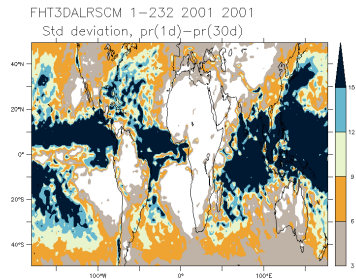 FHT3DALRSCM 1-232 2001 2001
Std deviation, pr(1d)-pr(30d)
40°N
20°N
0°
20°S
40°S
100°W 0° 100°E
15
12
9
6
3